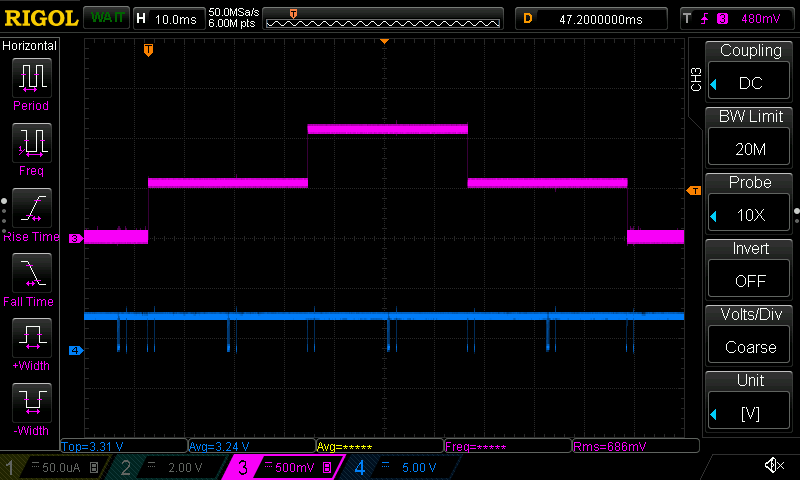 RIGOL WAIT H 10.0ms 50.0MSa/s D 47.2000000ms T 3 480mV
6.00M pts
T
Horizontal
Period
Freq
Rise Time
Fall Time
+Width
-Width
T
T
3
4
CH3
Coupling
DC
BW Limit
20M
Probe
10X
Invert
OFF
Volts/Div
Coarse
Unit
[V]
Top=3.31 V Avg=3.24 V Avg=***** Freq=***** Rms=686mV
1 50.0uA B 2 2.00 V 3 500mV B 4 5.00 V